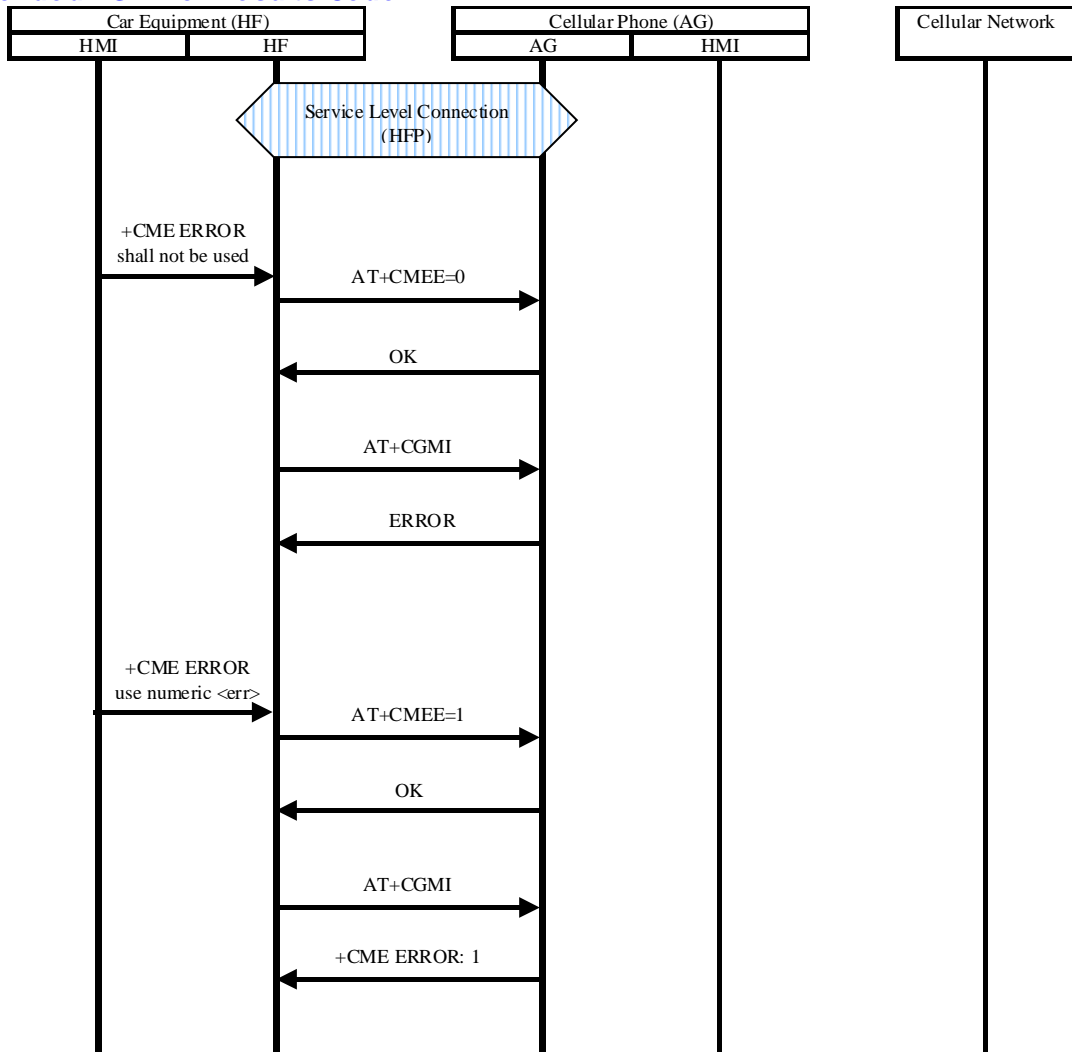 Car Equipment (HF)
Cellular Phone (AG)
Cellular Network
HMI
HF
AG
HMI
Service Level Connection
(HFP)
+CME ERROR
shall not be used
AT+CMEE=0
OK
AT+CGMI
ERROR
+CME ERROR
use numeric <err>
AT+CMEE=1
OK
AT+CGMI
+CME ERROR: 1